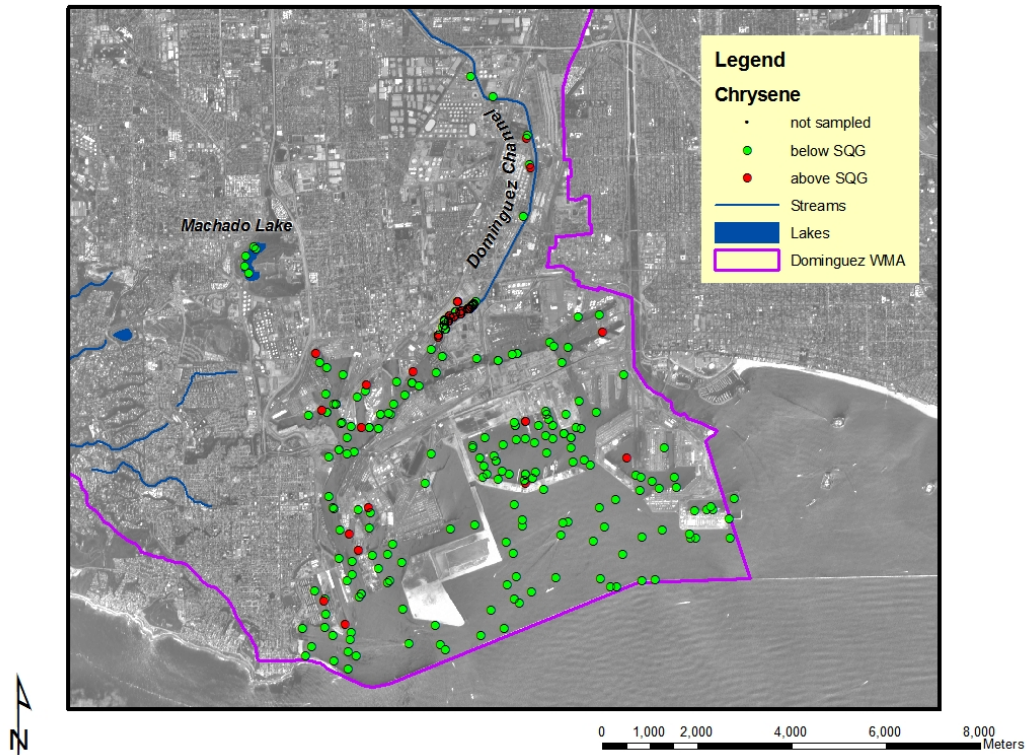 Legend
Chrysene
not sampled
below SQG
above SQG
Streams
Lakes
Dominguez WMA
Dominguez Channel
Machado Lake
N
0 1,000 2,000 4,000 6,000 8,000
Meters